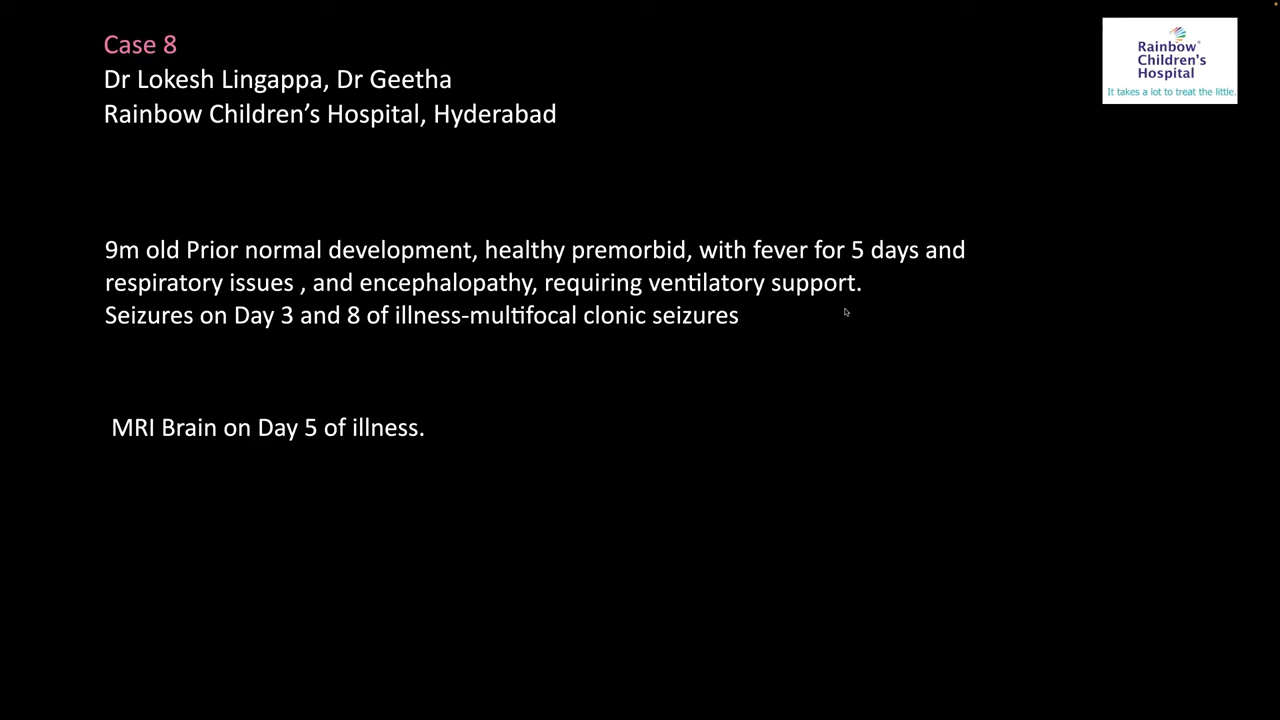 Case 8
Dr Lokesh Lingappa, Dr Geetha
Rainbow Children's Hospital, Hyderabad
Rainbow
Children's
Hospital
It takes a lot to treat the little.
9m old Prior normal development, healthy premorbid, with fever for 5 days and
respiratory issues , and encephalopathy, requiring ventilatory support.
Seizures on Day 3 and 8 of illness-multifocal clonic seizures
MRI Brain on Day 5 of illness.